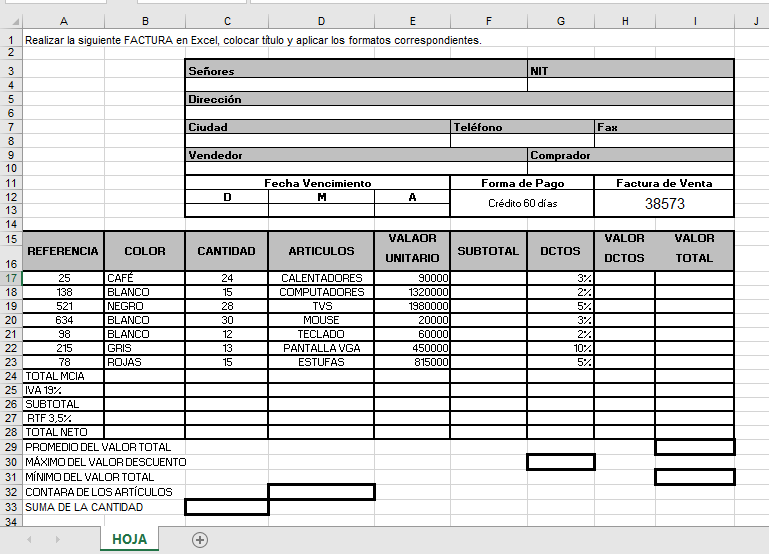 A B C D E F G H I J
1 Realizar la siguiente FACTURA en Excel, colocar título y aplicar los formatos correspondientes.
2
3 Señores NIT
4
5 Dirección
6
7 Ciudad Teléfono Fax
8
9 Vendedor Comprador
10
11 Fecha Vencimiento Forma de Pago Factura de Venta
12 D M A Crédito 60 días 38573
13
14
15 REFERENCIA COLOR CANTIDAD ARTICULOS VALAOR SUBTOTAL DCTOS VALOR VALOR
16 UNITARIO DCTOS TOTAL
17 25 CAFÉ 24 CALENTADORES 90000 3%
18 138 BLANCO 15 COMPUTADORES 1320000 2%
19 521 NEGRO 28 TVS 1980000 5%
20 634 BLANCO 30 MOUSE 20000 3%
21 98 BLANCO 12 TECLADO 60000 2%
22 215 GRIS 13 PANTALLA VGA 450000 10%
23 78 ROJAS 15 ESTUFAS 815000 5%
24 TOTAL MCIA
25 IVA 19%
26 SUBTOTAL
27 RTF 3,5%
28 TOTAL NETO
29 PROMEDIO DEL VALOR TOTAL
30 MÁXIMO DEL VALOR DESCUENTO
31 MÍNIMO DEL VALOR TOTAL
32 CONTARA DE LOS ARTÍCULOS
33 SUMA DE LA CANTIDAD
34
HOJA